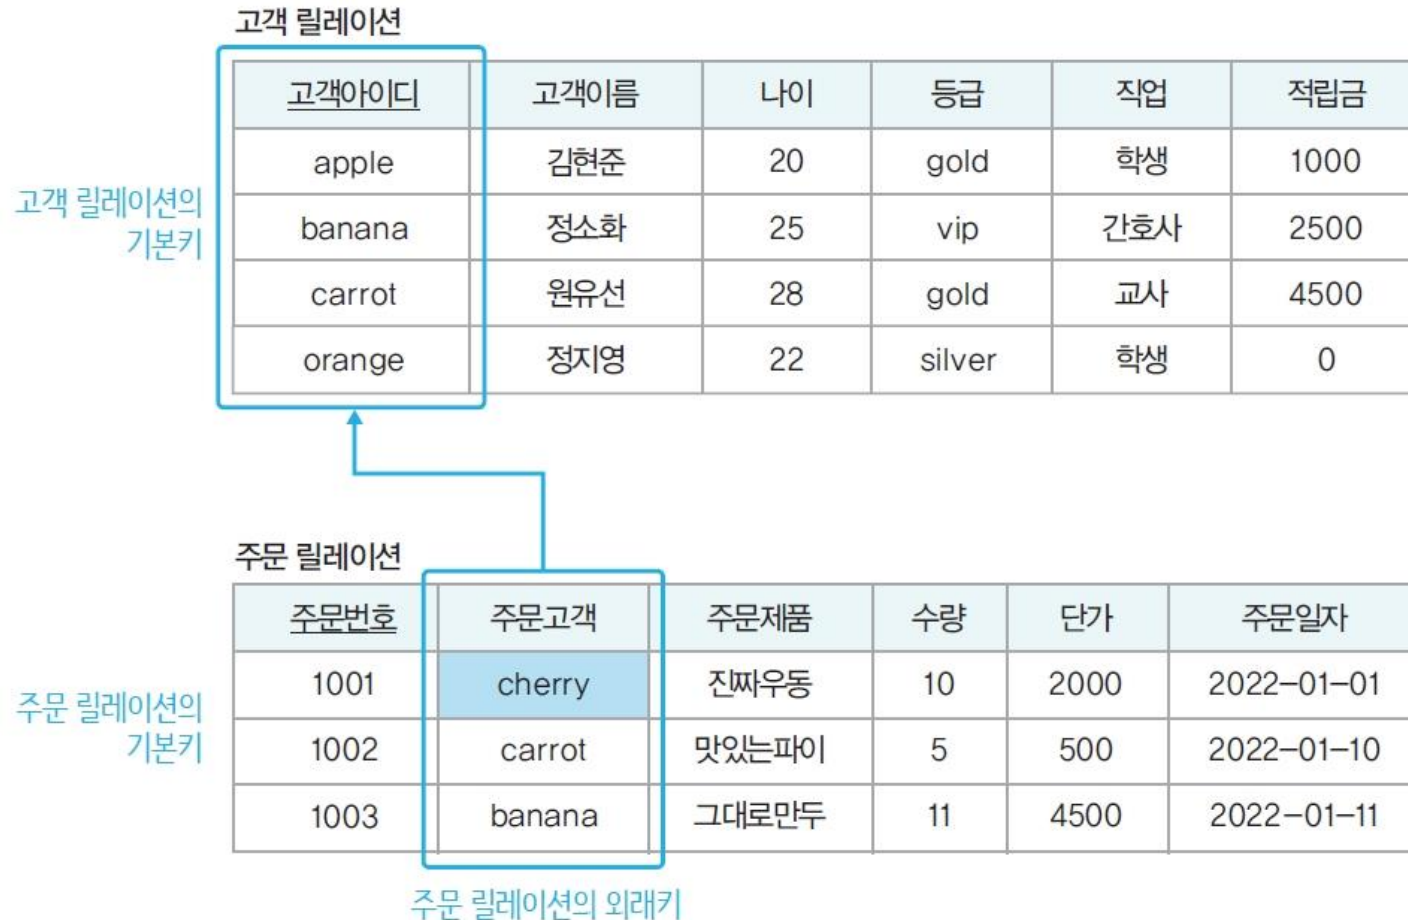 고객 릴레이션
고객아이디 고객이름 나이 등급 직업 적립금
apple 김현준 20 gold 학생 1000
고객 릴레이션의
기본키
banana 정소화 25 vip 간호사 2500
carrot 원유선 28 gold 교사 4500
orange 정지영 22 silver 학생 0
주문 릴레이션
주문번호 주문고객 주문제품 수량 단가 주문일자
1001 cherry 진짜우동 10 2000 2022-01-01
주문 릴레이션의
기본키
1002 carrot 맛있는파이 5 500 2022-01-10
1003 banana 그대로만두 11 4500 2022-01-11
주문 릴레이션의 외래키